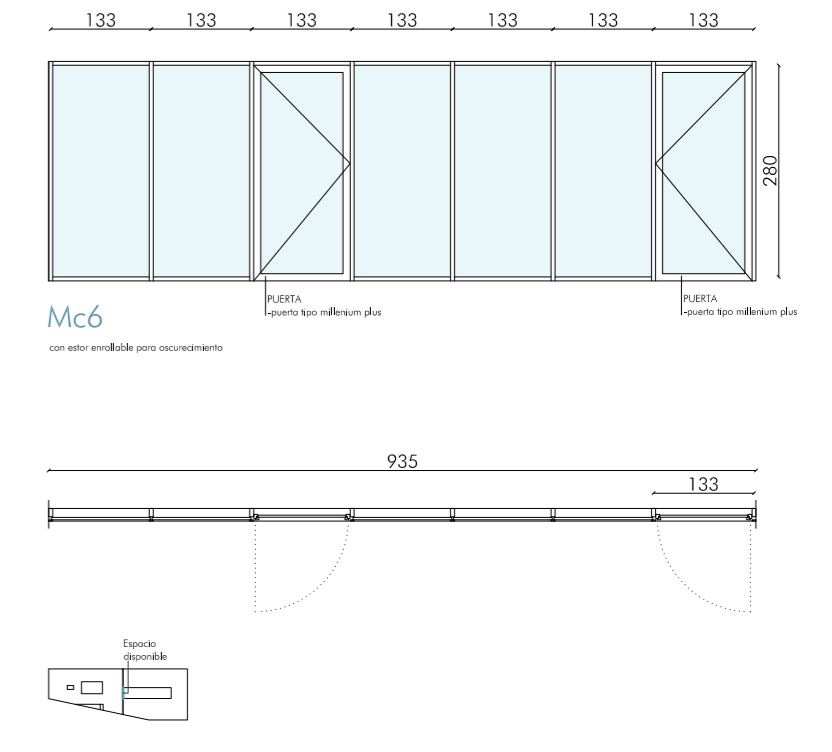 133 133 133 133 133 133 133
280
PUERTA
-puerta tipo millenium plus
PUERTA
-puerta tipo millenium plus
Mc6
con estor enrollable para oscurecimiento
935
133
Espacio
disponible